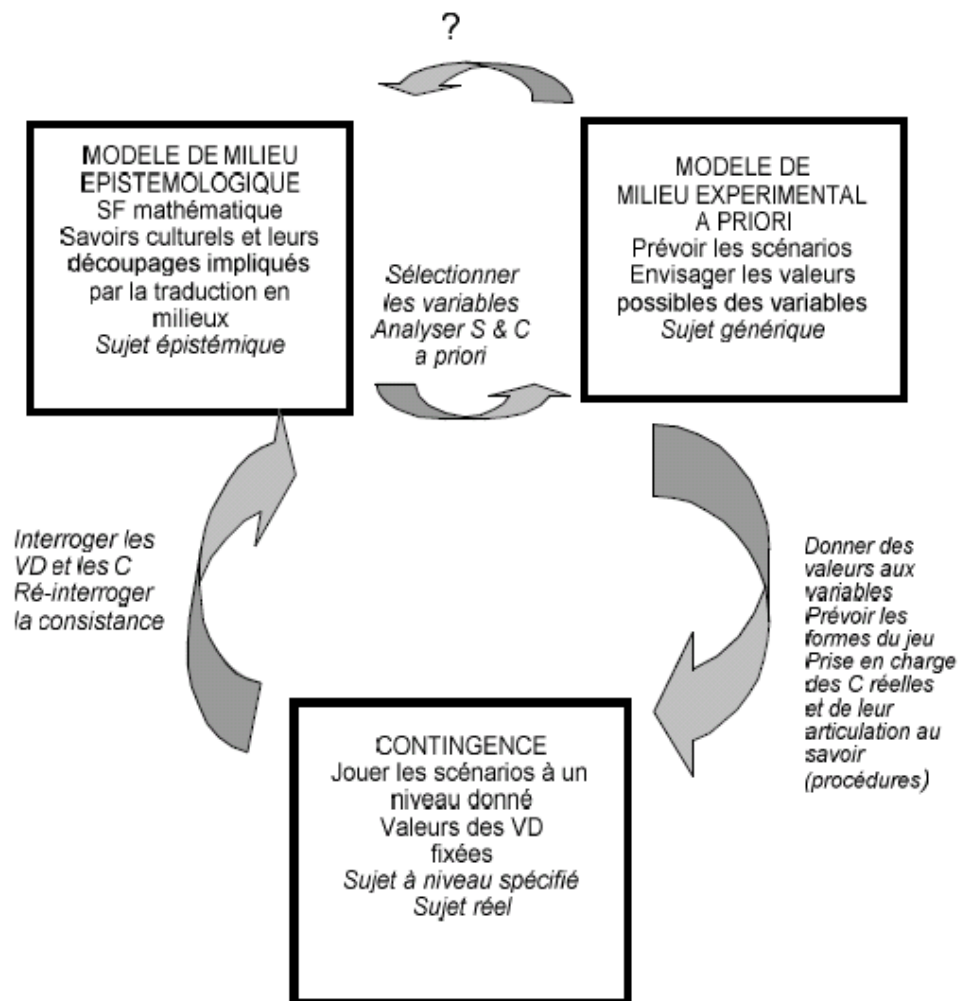 ?
MODELE DE MILIEU
EPISTEMOLOGIQUE
SF mathématique
Savoirs culturels et leurs
découpages impliqués
par la traduction en
milieux
Sujet épistémique
Sélectionner
les variables
Analyser S & C
a priori
MODELE DE
MILIEU EXPERIMENTAL
A PRIORI
Prévoir les scénarios
Envisager les valeurs
possibles des variables
Sujet générique
Interroger les
VD et les C
Ré-interroger
la consistance
Donner des
valeurs aux
variables
Prévoir les
formes du jeu
Prise en charge
des C réelles
et de leur
articulation au
savoir
(procédures)
CONTINGENCE
Jouer les scénarios à un
niveau donné
Valeurs des VD
fixées
Sujet à niveau spécifié
Sujet réel